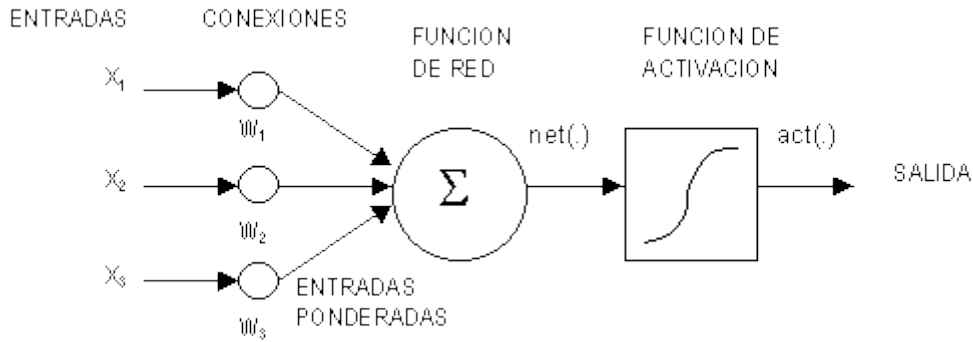 ENTRADAS
CONEXIONES
FUNCION
DE RED
FUNCION DE
ACTIVACION
X₁
W₁
net(.)
act(.)
X₂
W₂
Σ
SALIDA
X₃
W₃
ENTRADAS
PONDERADAS